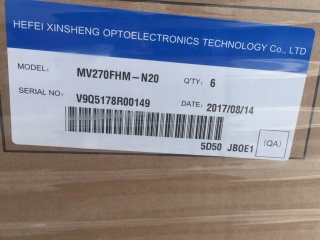 HEFEI XINSHENG OPTOELECTRONICS TECHNOLOGY Co., LTD
MODEL: MV270FHM-N20 Q'TY: 6
SERIAL NO: V9Q5178R00149 DATE: 2017/08/14
5D50 JBOE1 (QA)